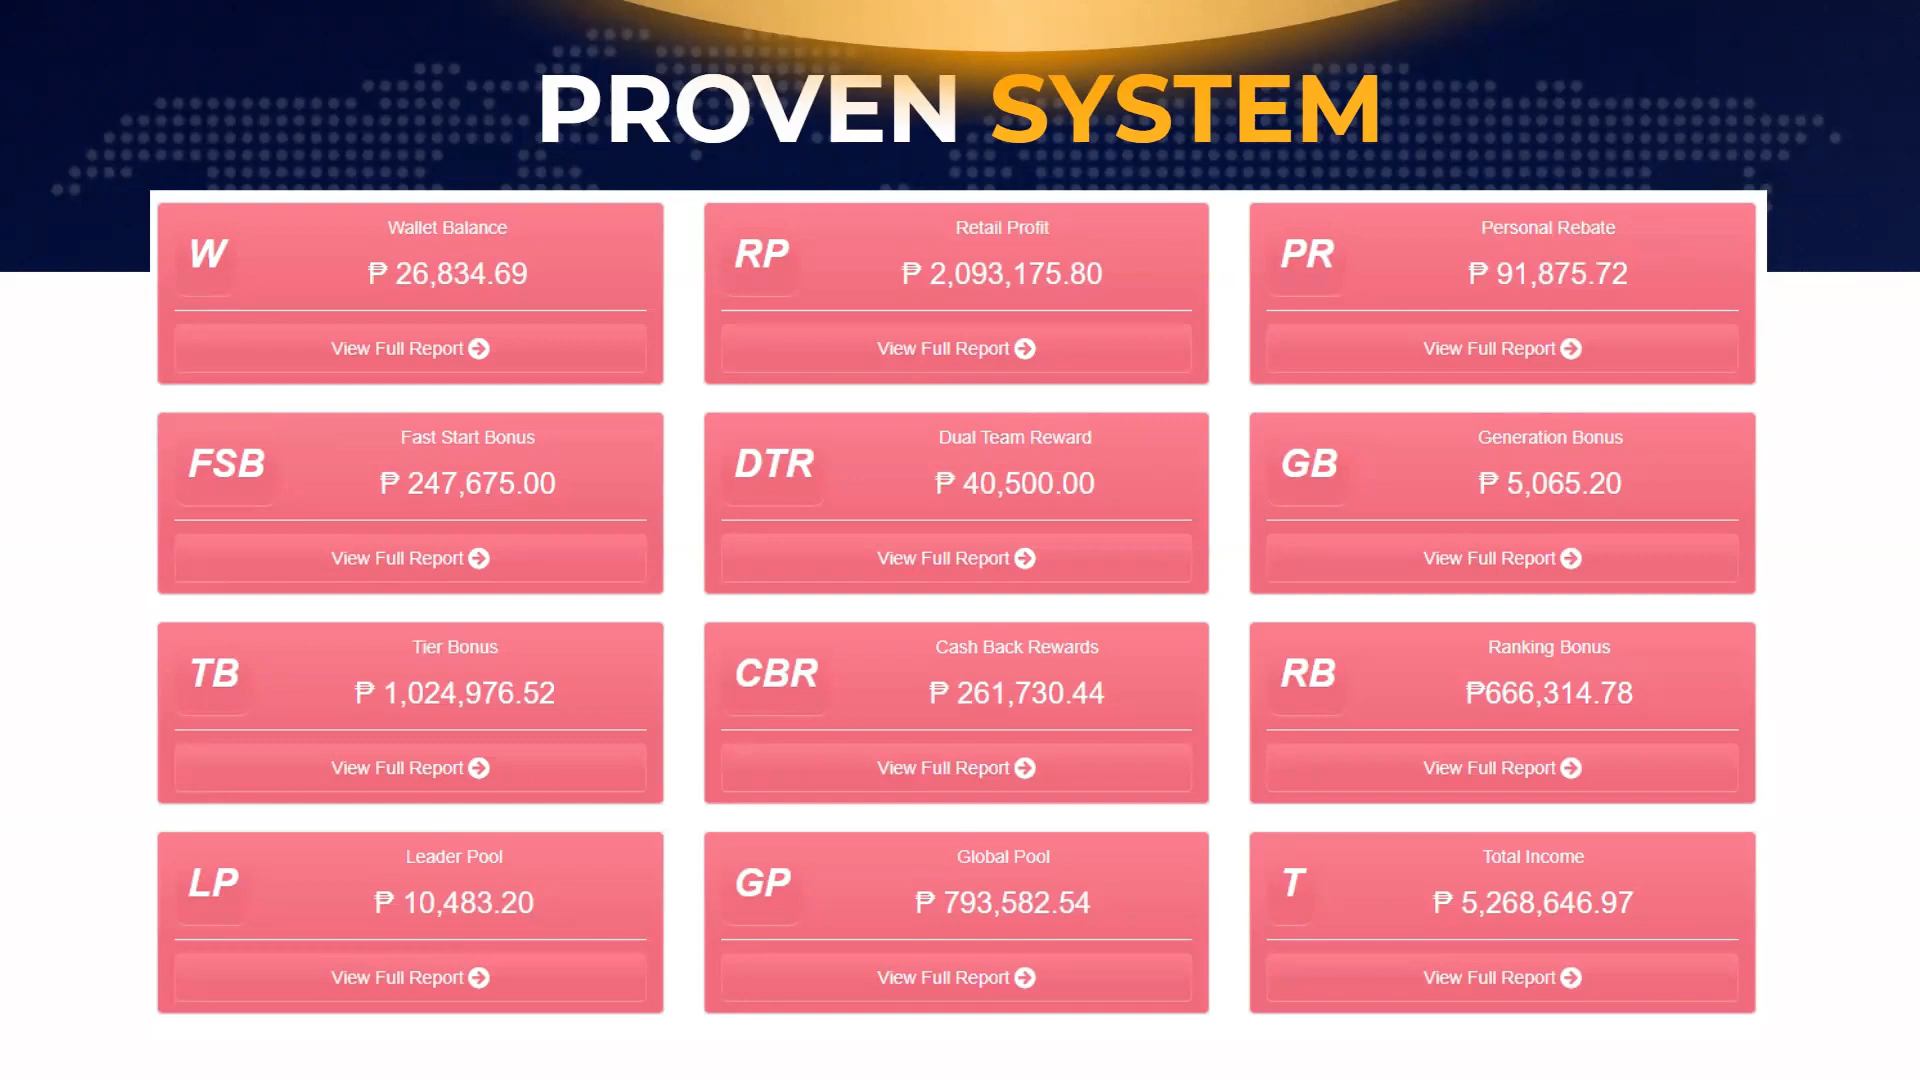 PROVEN SYSTEM
W
Wallet Balance
₱ 26,834.69
View Full Report
RP
Retail Profit
₱ 2,093,175.80
View Full Report
PR
Personal Rebate
₱ 91,875.72
View Full Report
FSB
Fast Start Bonus
₱ 247,675.00
View Full Report
DTR
Dual Team Reward
₱ 40,500.00
View Full Report
GB
Generation Bonus
₱ 5,065.20
View Full Report
TB
Tier Bonus
₱ 1,024,976.52
View Full Report
CBR
Cash Back Rewards
₱ 261,730.44
View Full Report
RB
Ranking Bonus
₱666,314.78
View Full Report
LP
Leader Pool
₱ 10,483.20
View Full Report
GP
Global Pool
₱ 793,582.54
View Full Report
T
Total Income
₱ 5,268,646.97
View Full Report